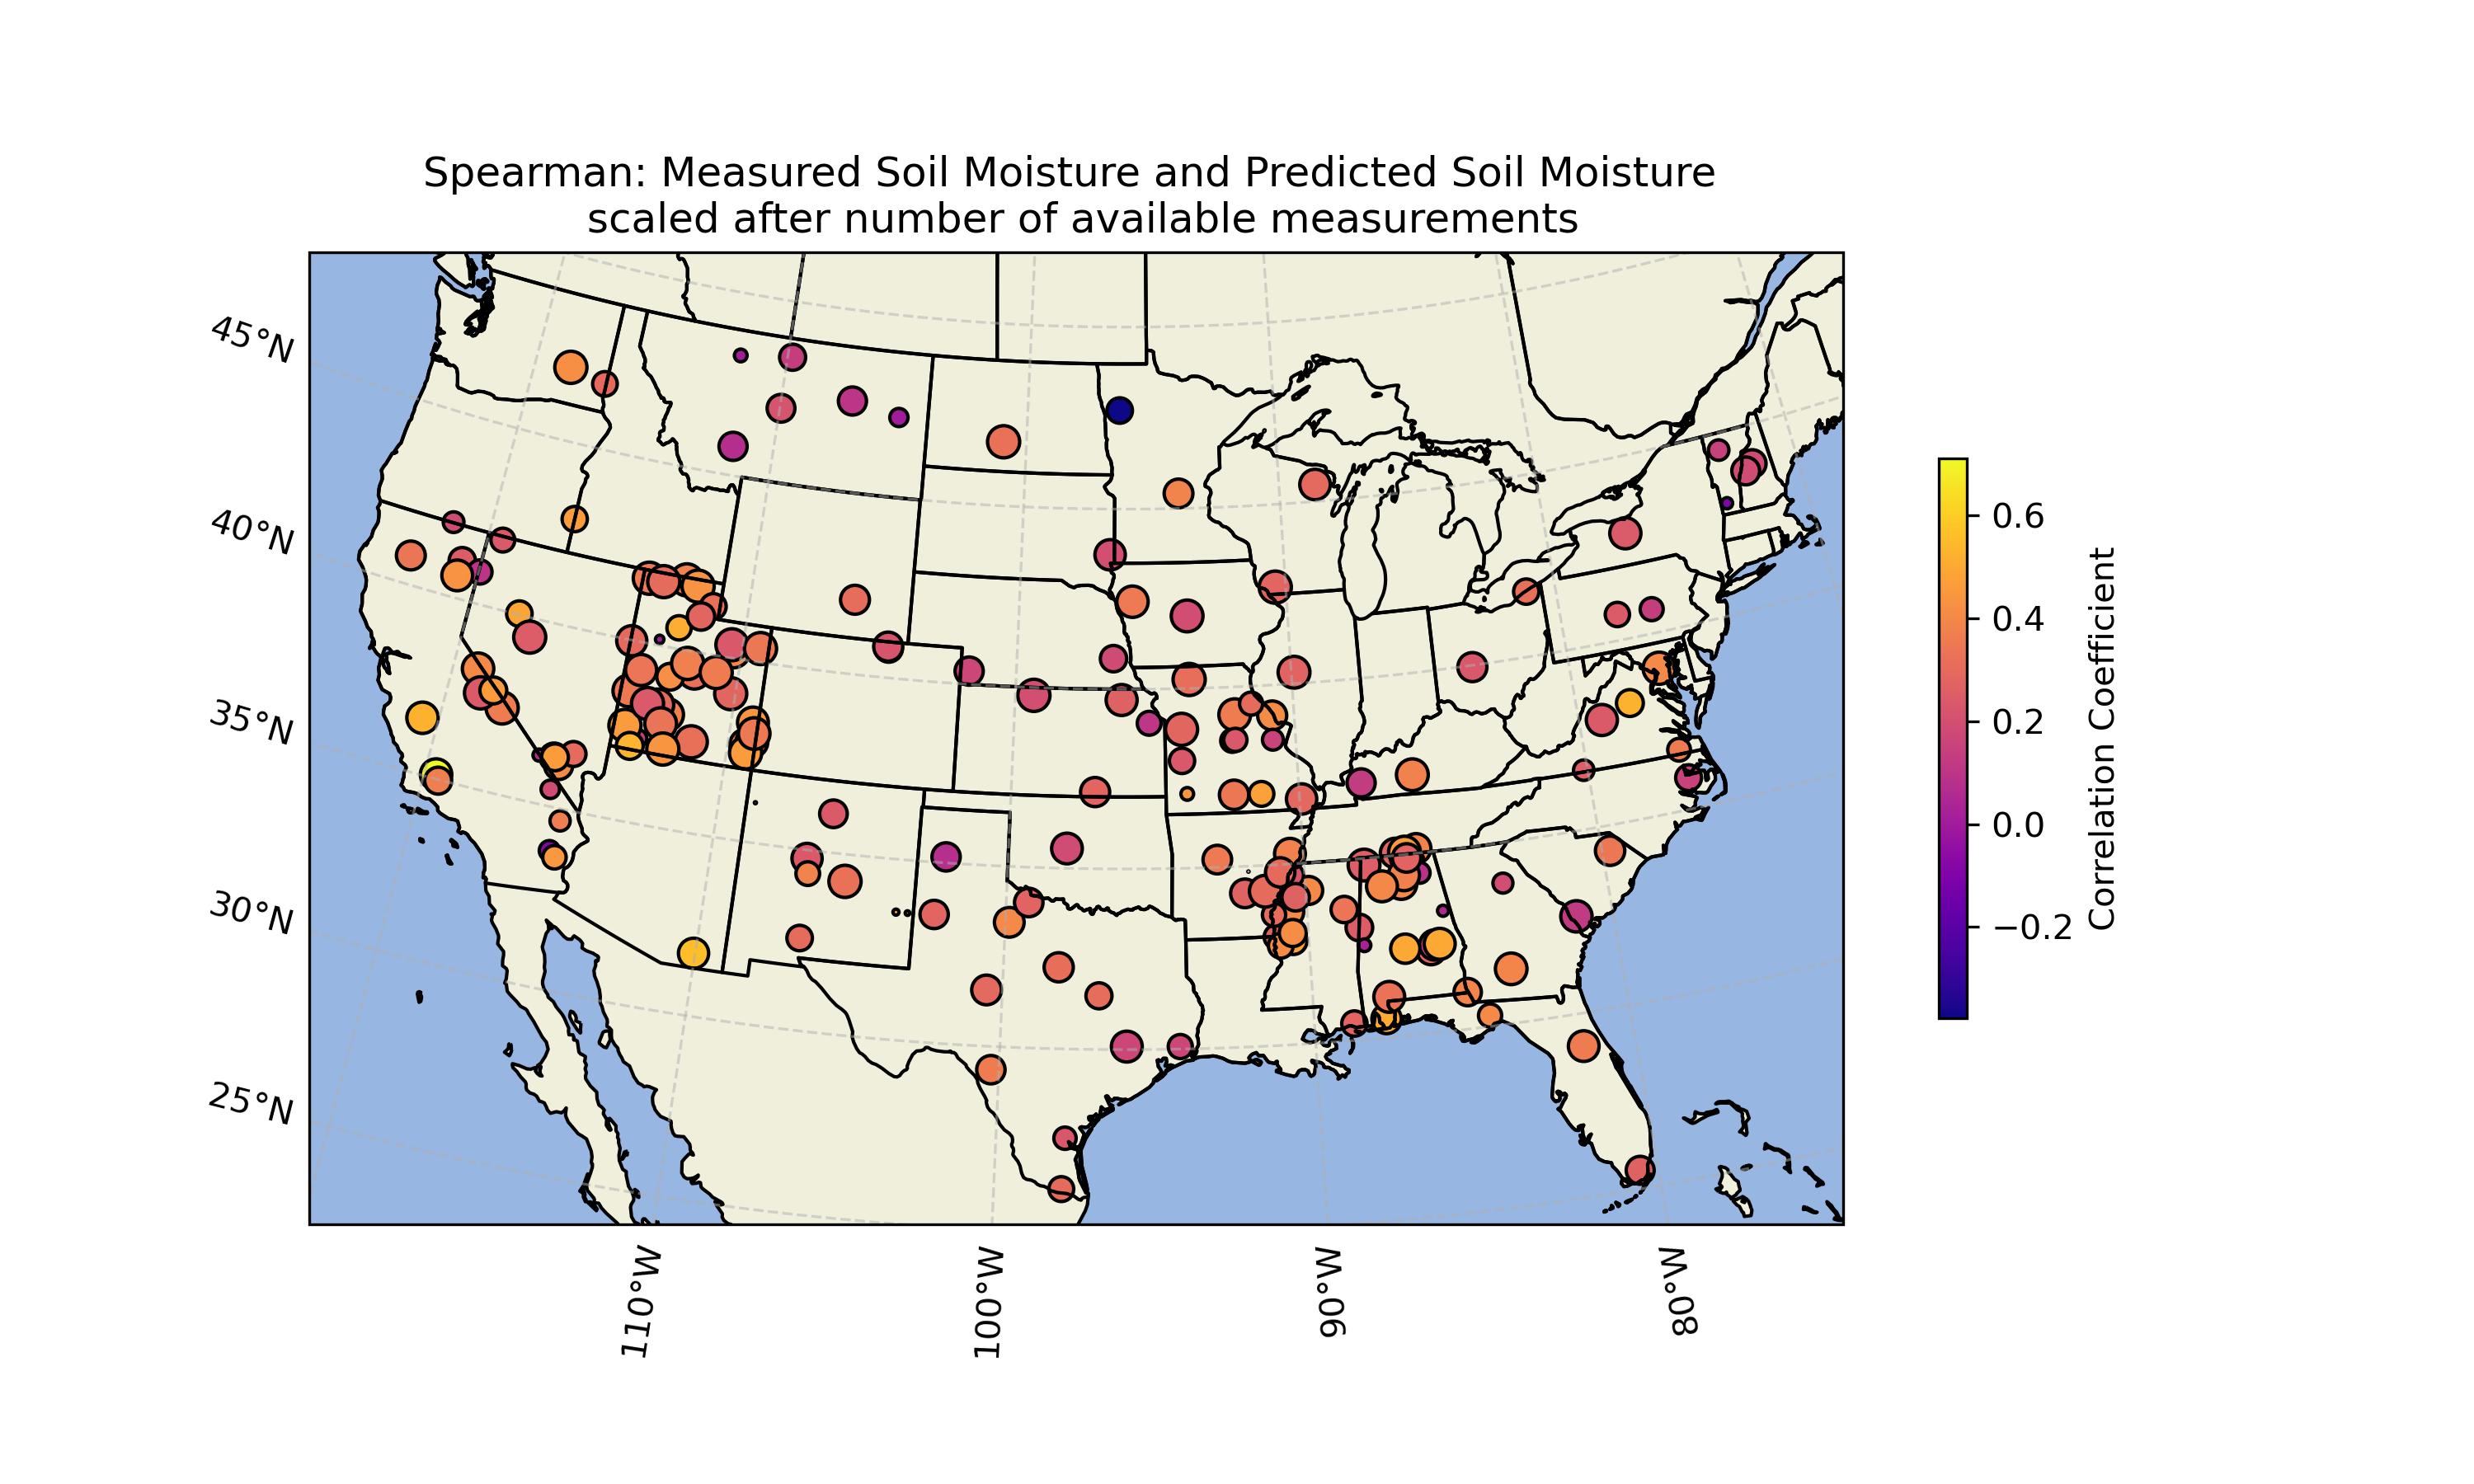 Spearman: Measured Soil Moisture and Predicted Soil Moisture
scaled after number of available measurements
45°N
40°N
35°N
30°N
25°N
110°W
100°W
90°W
80°W
0.6
0.4
0.2
0.0
−0.2
Correlation Coefficient